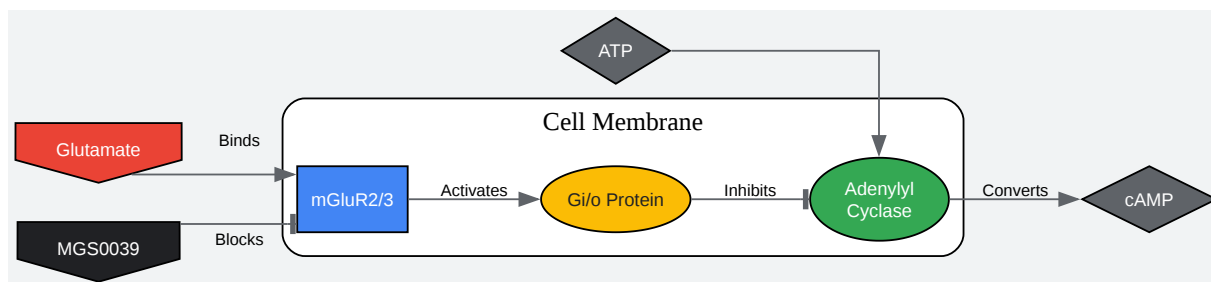 ATP
Cell Membrane
Glutamate
Binds
mGluR2/3
Activates
Gi/o Protein
Inhibits
Adenylyl
Cyclase
Converts
cAMP
MGS0039
Blocks